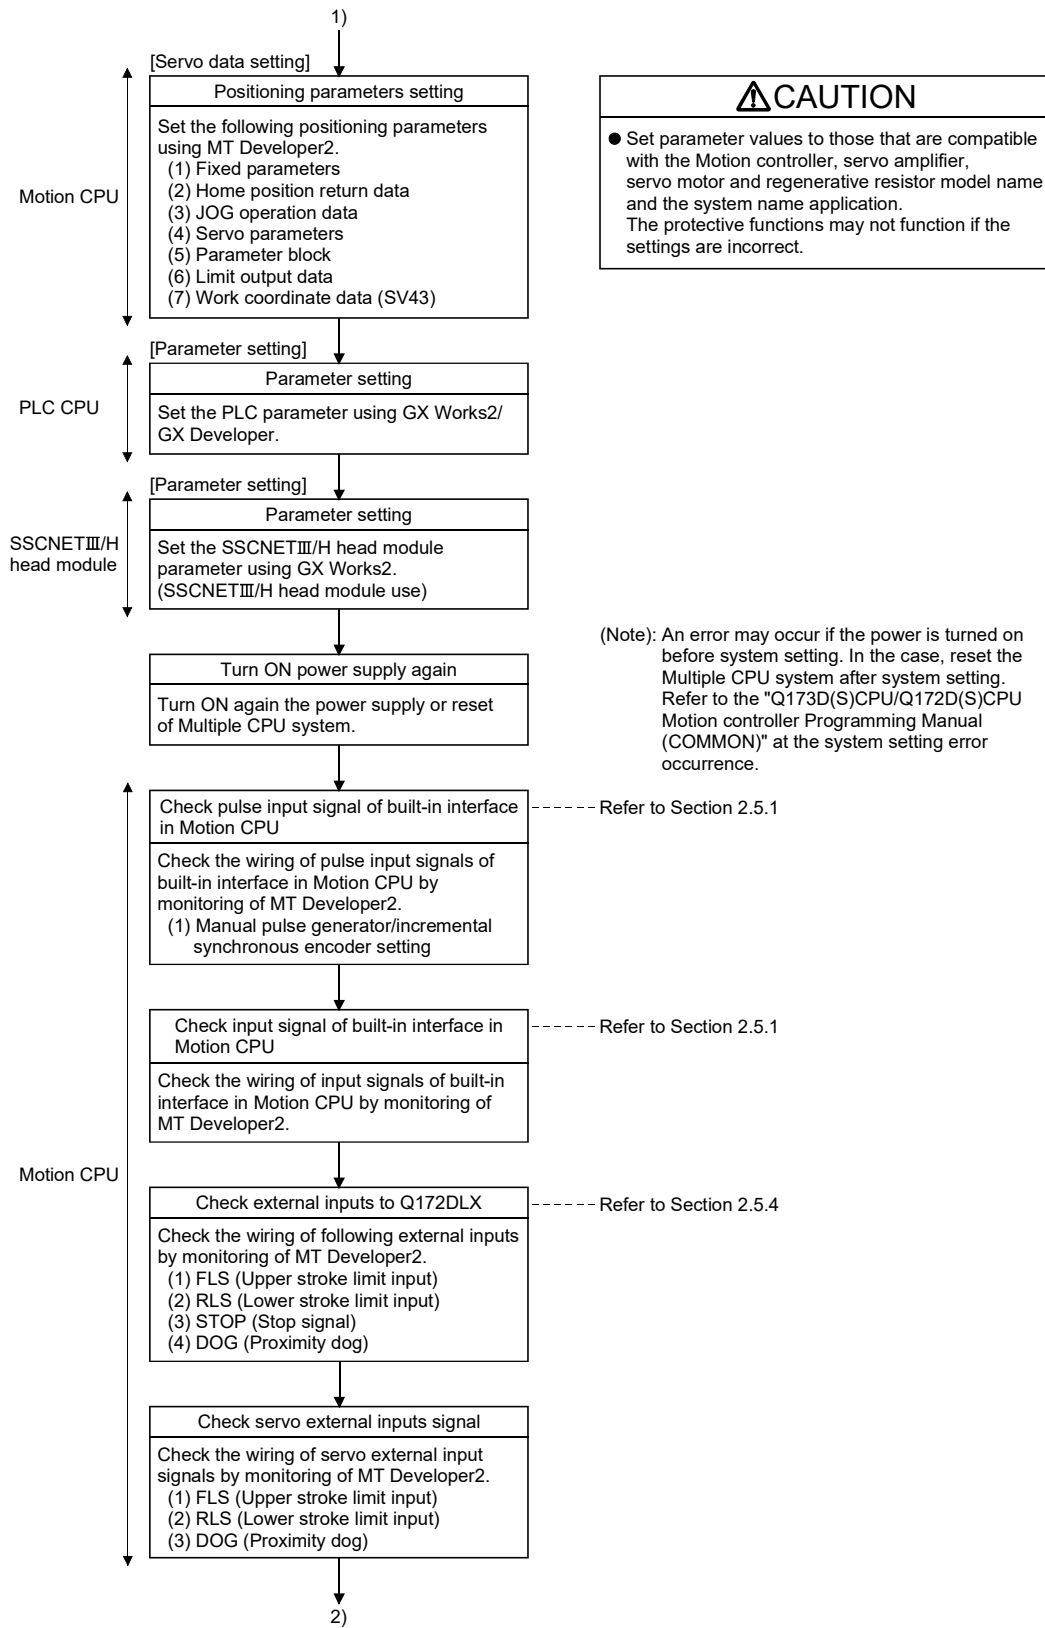 1)
[Servo data setting]
Positioning parameters setting
Set the following positioning parameters
using MT Developer2.
(1) Fixed parameters
(2) Home position return data
(3) JOG operation data
(4) Servo parameters
(5) Parameter block
(6) Limit output data
(7) Work coordinate data (SV43)
Motion CPU
CAUTION
● Set parameter values to those that are compatible
with the Motion controller, servo amplifier,
servo motor and regenerative resistor model name
and the system name application.
The protective functions may not function if the
settings are incorrect.
[Parameter setting]
Parameter setting
PLC CPU
Set the PLC parameter using GX Works2/
GX Developer.
[Parameter setting]
Parameter setting
SSCNETⅢ/H
head module
Set the SSCNETⅢ/H head module
parameter using GX Works2.
(SSCNETⅢ/H head module use)
Turn ON power supply again
Turn ON again the power supply or reset
of Multiple CPU system.
(Note): An error may occur if the power is turned on
before system setting. In the case, reset the
Multiple CPU system after system setting.
Refer to the "Q173D(S)CPU/Q172D(S)CPU
Motion controller Programming Manual
(COMMON)" at the system setting error
occurrence.
Check pulse input signal of built-in interface
in Motion CPU
Refer to Section 2.5.1
Check the wiring of pulse input signals of
built-in interface in Motion CPU by
monitoring of MT Developer2.
(1) Manual pulse generator/incremental
synchronous encoder setting
Check input signal of built-in interface in
Motion CPU
Refer to Section 2.5.1
Check the wiring of input signals of built-in
interface in Motion CPU by monitoring of
MT Developer2.
Motion CPU
Check external inputs to Q172DLX
Refer to Section 2.5.4
Check the wiring of following external inputs
by monitoring of MT Developer2.
(1) FLS (Upper stroke limit input)
(2) RLS (Lower stroke limit input)
(3) STOP (Stop signal)
(4) DOG (Proximity dog)
Check servo external inputs signal
Check the wiring of servo external input
signals by monitoring of MT Developer2.
(1) FLS (Upper stroke limit input)
(2) RLS (Lower stroke limit input)
(3) DOG (Proximity dog)
2)